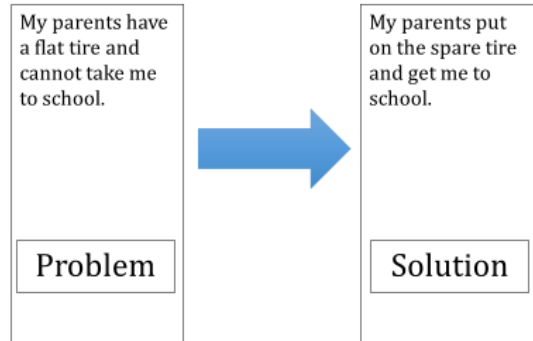 My parents have
a flat tire and
cannot take me
to school.
Problem
My parents put
on the spare tire
and get me to
school.
Solution